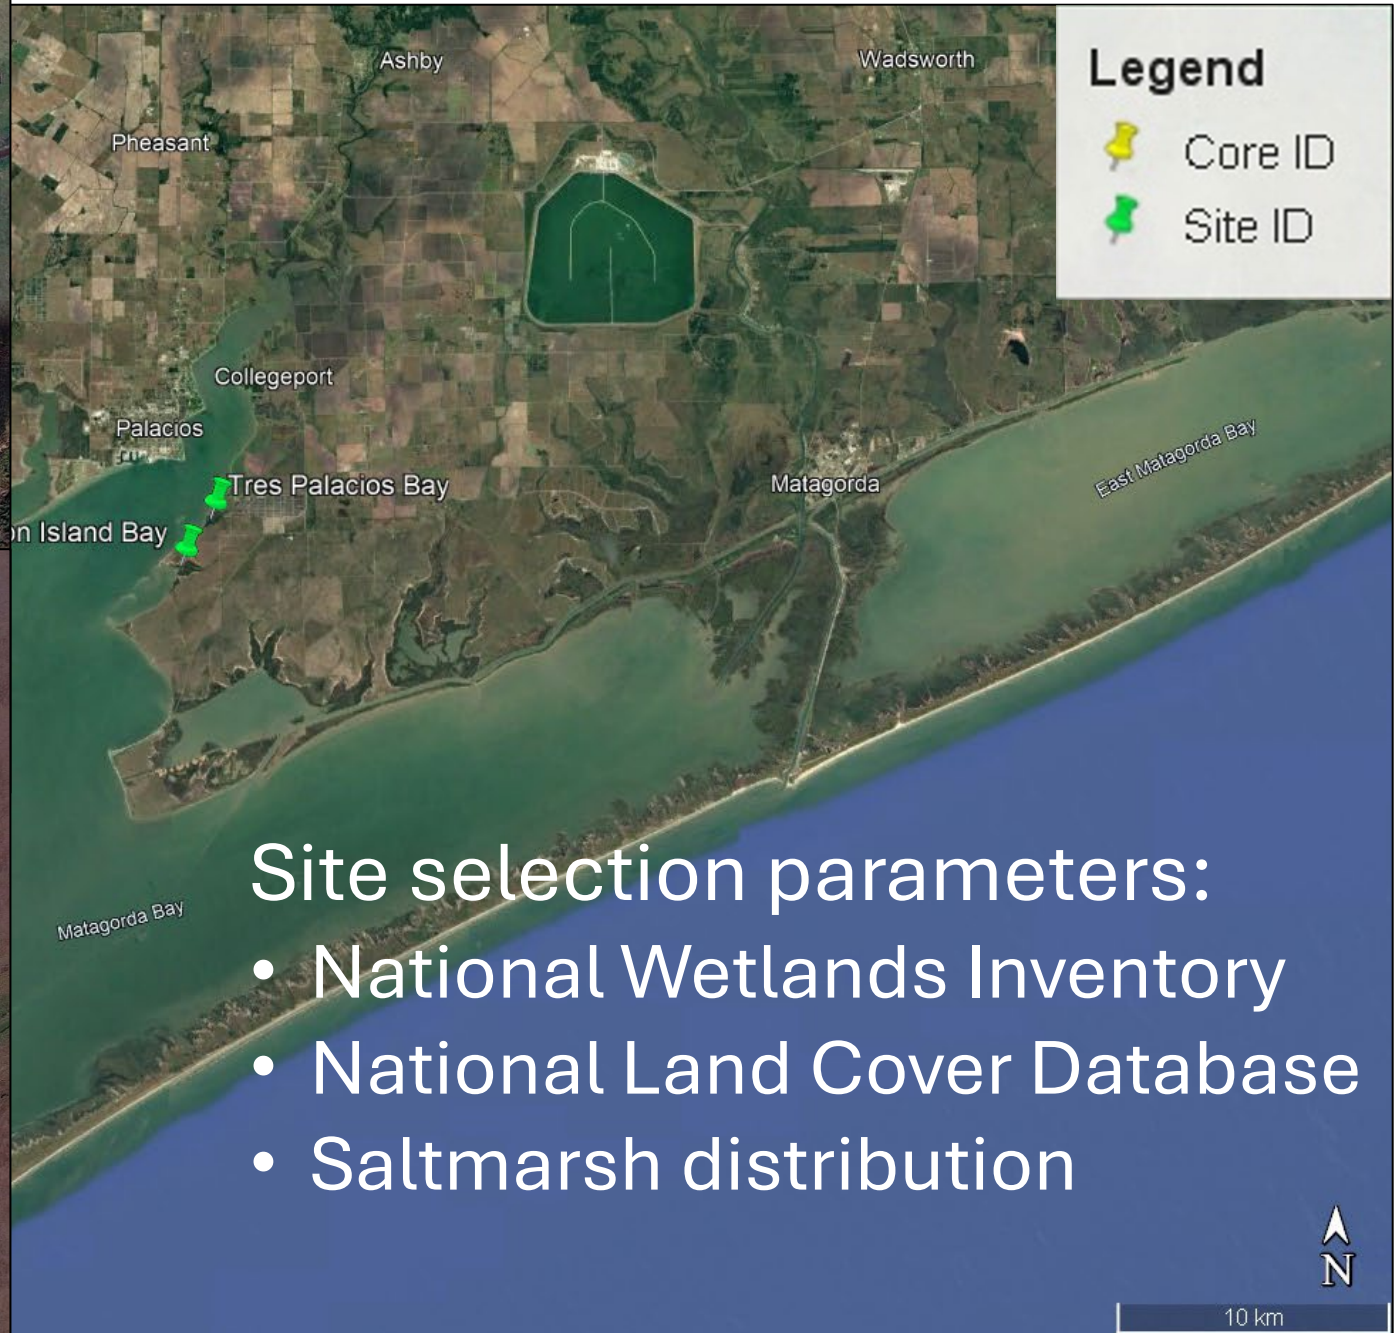 Ashby
Wadsworth
Legend
Core ID
Site ID
Pheasant
Collegeport
Palacios
Tres Palacios Bay
Matagorda
East Matagorda Bay
Island Bay
Site selection parameters:
• National Wetlands Inventory
• National Land Cover Database
• Saltmarsh distribution
Matagorda Bay
N
10 km